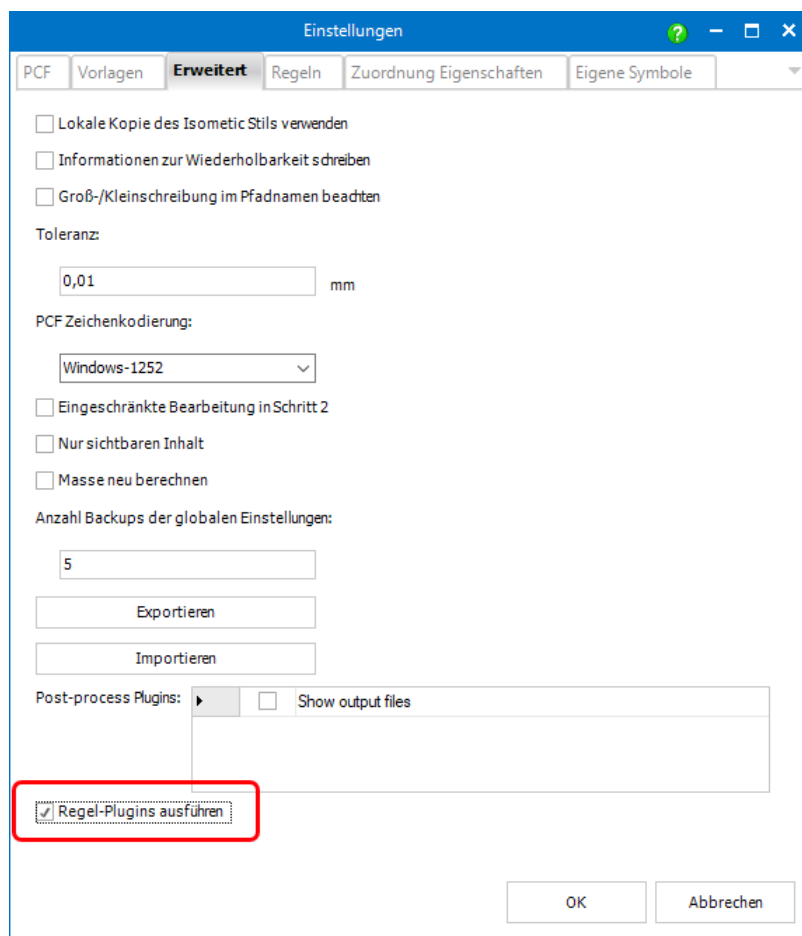 Einstellungen
PCF Vorlagen Erweitert Regeln Zuordnung Eigenschaften Eigene Symbole
Lokale Kopie des Isometic Stils verwenden
Informationen zur Wiederholbarkeit schreiben
Groß-/Kleinschreibung im Pfadnamen beachten
Toleranz:
0,01 mm
PCF Zeichenkodierung:
Windows-1252
Eingeschränkte Bearbeitung in Schritt 2
Nur sichtbaren Inhalt
Masse neu berechnen
Anzahl Backups der globalen Einstellungen:
5
Exportieren
Importieren
Post-process Plugins: Show output files
Regel-Plugins ausführen
OK Abbrechen